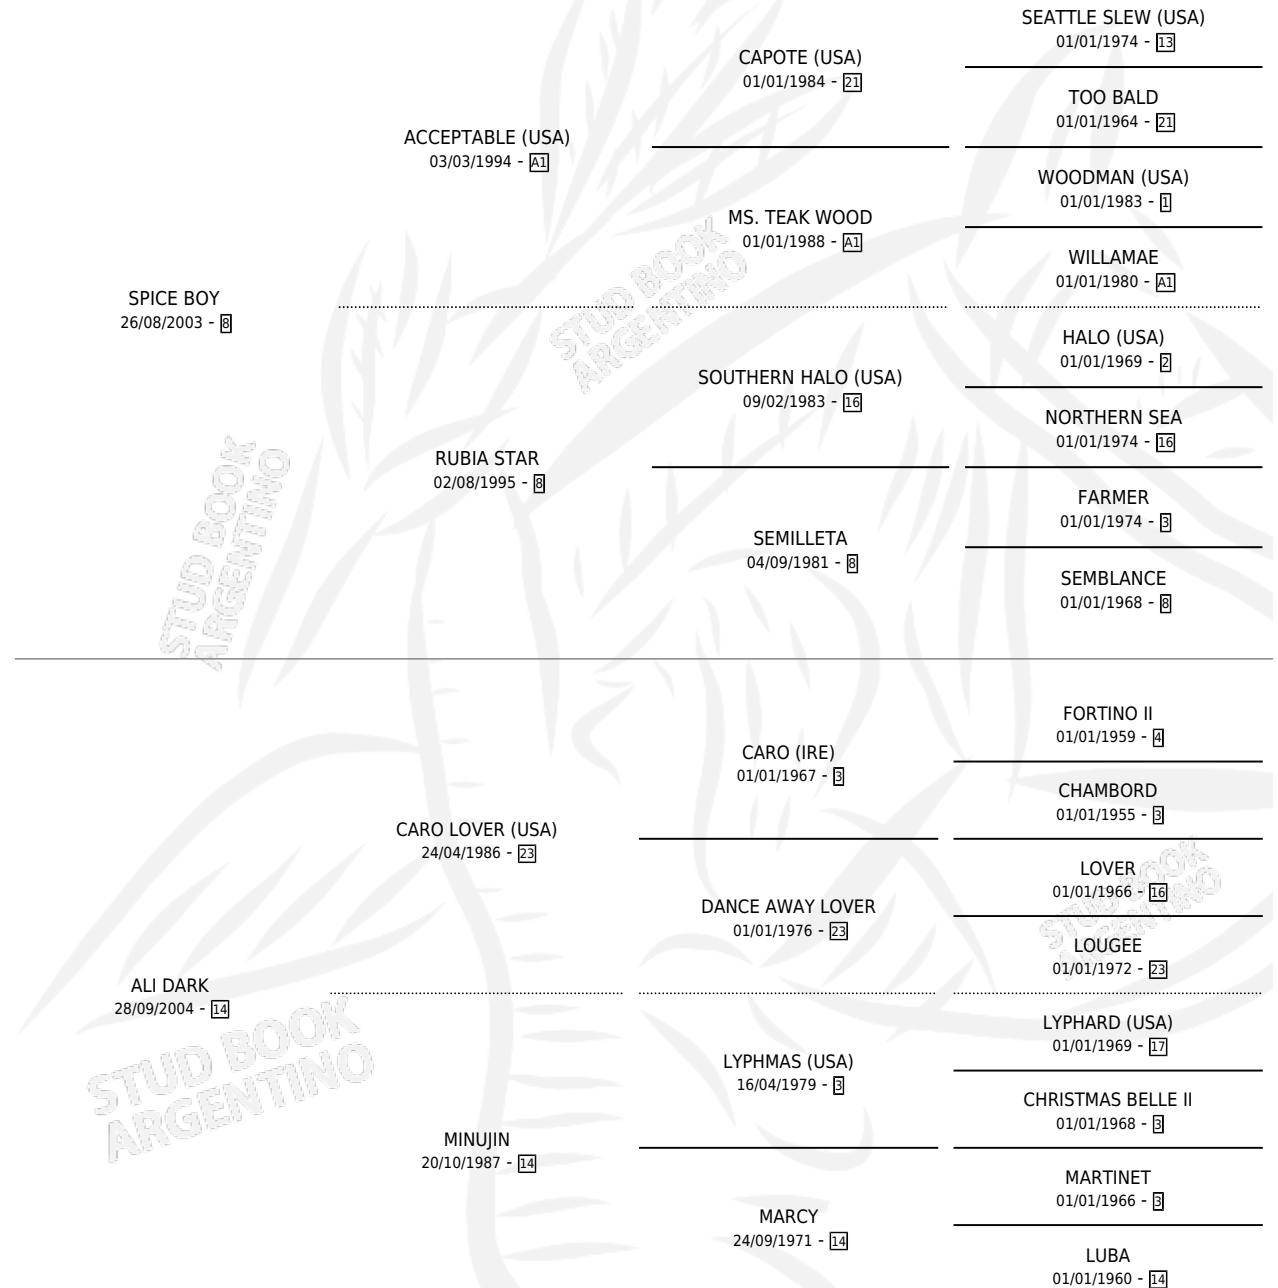 SEATTLE SLEW (USA)
01/01/1974 - 13
CAPOTE (USA)
01/01/1984 - 21
TOO BALD
01/01/1964 - 21
ACCEPTABLE (USA)
03/03/1994 - A1
WOODMAN (USA)
01/01/1983 - 1
MS. TEAK WOOD
01/01/1988 - A1
WILLAMAE
01/01/1980 - A1
SPICE BOY
26/08/2003 - 8
STUD BOOK
ARGENTINO
HALO (USA)
01/01/1969 - 2
SOUTHERN HALO (USA)
09/02/1983 - 16
NORTHERN SEA
01/01/1974 - 16
RUBIA STAR
02/08/1995 - 8
FARMER
01/01/1974 - 3
SEMILLETA
04/09/1981 - 8
SEMBLANCE
01/01/1968 - 8
STUD BOOK
ARGENTINO
FORTINO II
01/01/1959 - 4
CARO (IRE)
01/01/1967 - 3
CHAMBORD
01/01/1955 - 3
CARO LOVER (USA)
24/04/1986 - 23
LOVER
01/01/1966 - 16
DANCE AWAY LOVER
01/01/1976 - 23
STUD BOOK
ARGENTINO
LOUGEE
01/01/1972 - 23
ALI DARK
28/09/2004 - 14
STUD BOOK
ARGENTINO
LYPHARD (USA)
01/01/1969 - 17
LYPHMAS (USA)
16/04/1979 - 3
CHRISTMAS BELLE II
01/01/1968 - 3
MINUJIN
20/10/1987 - 14
MARTINET
01/01/1966 - 3
MARCY
24/09/1971 - 14
LUBA
01/01/1960 - 14